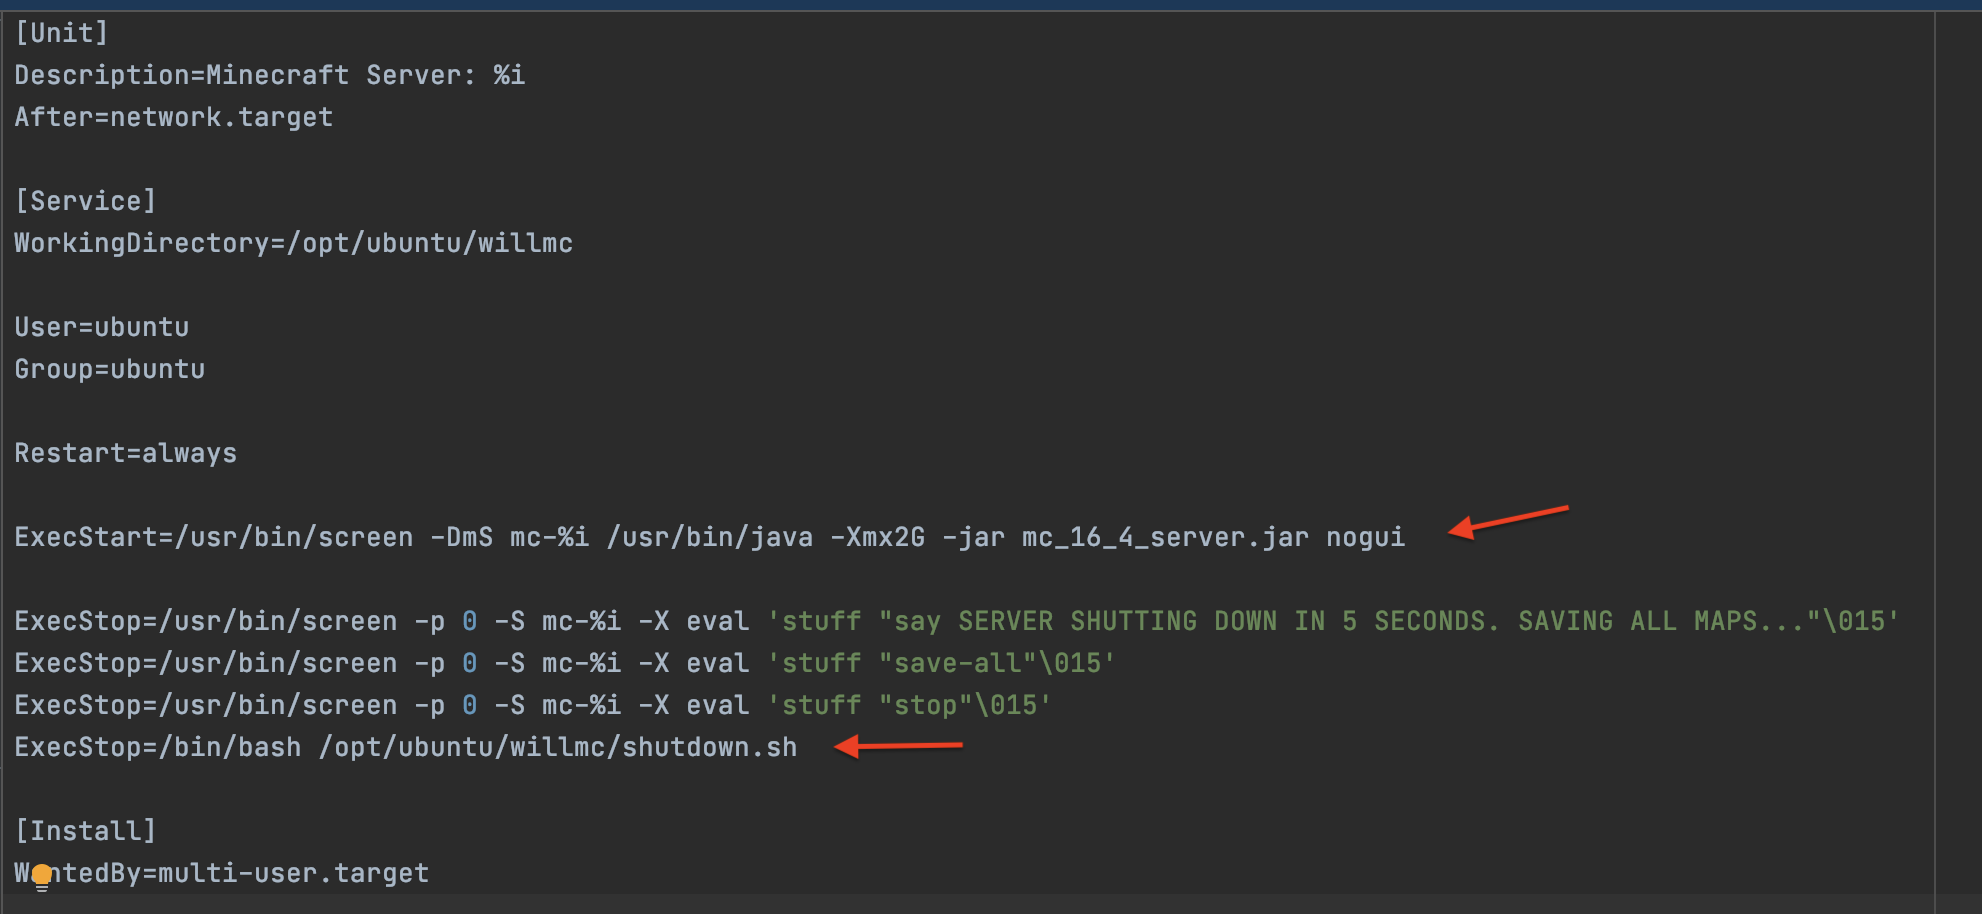 [Unit]
Description=Minecraft Server: %i
After=network.target
[Service]
WorkingDirectory=/opt/ubuntu/willmc
User=ubuntu
Group=ubuntu
Restart=always
ExecStart=/usr/bin/screen -DmS mc-%i /usr/bin/java -Xmx2G -jar mc_16_4_server.jar nogui
ExecStop=/usr/bin/screen -p 0 -S mc-%i -X eval 'stuff "say SERVER SHUTTING DOWN IN 5 SECONDS. SAVING ALL MAPS..."\015'
ExecStop=/usr/bin/screen -p 0 -S mc-%i -X eval 'stuff "save-all"\015'
ExecStop=/usr/bin/screen -p 0 -S mc-%i -X eval 'stuff "stop"\015'
ExecStop=/bin/bash /opt/ubuntu/willmc/shutdown.sh
[Install]
WantedBy=multi-user.target